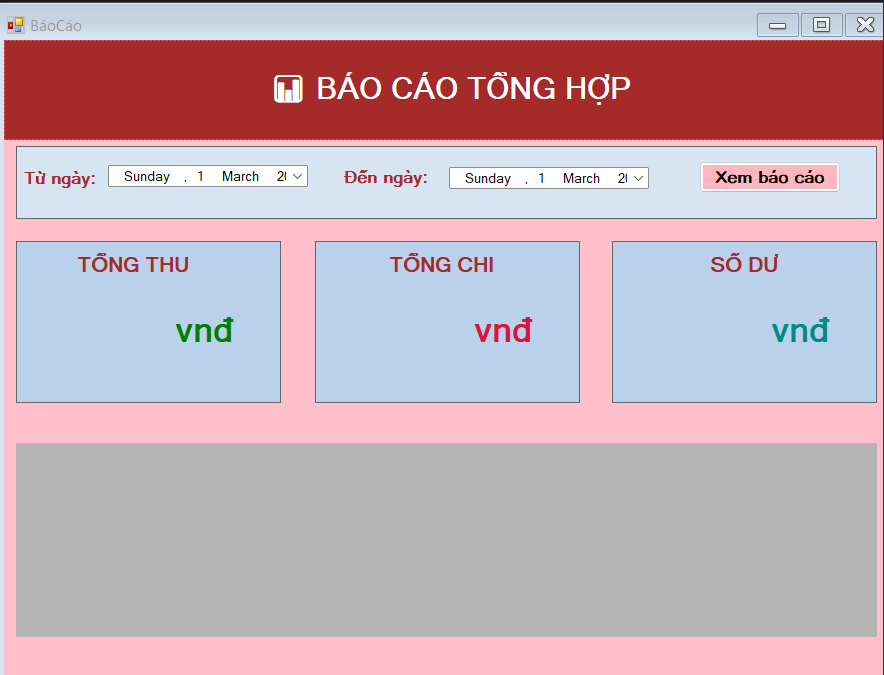 BáoCáo
BÁO CÁO TỔNG HỢP
Từ ngày: Sunday , 1 March Đến ngày: Sunday , 1 March Xem báo cáo
TỔNG THU TỔNG CHI SỐ DƯ
vnđ vnđ vnđ